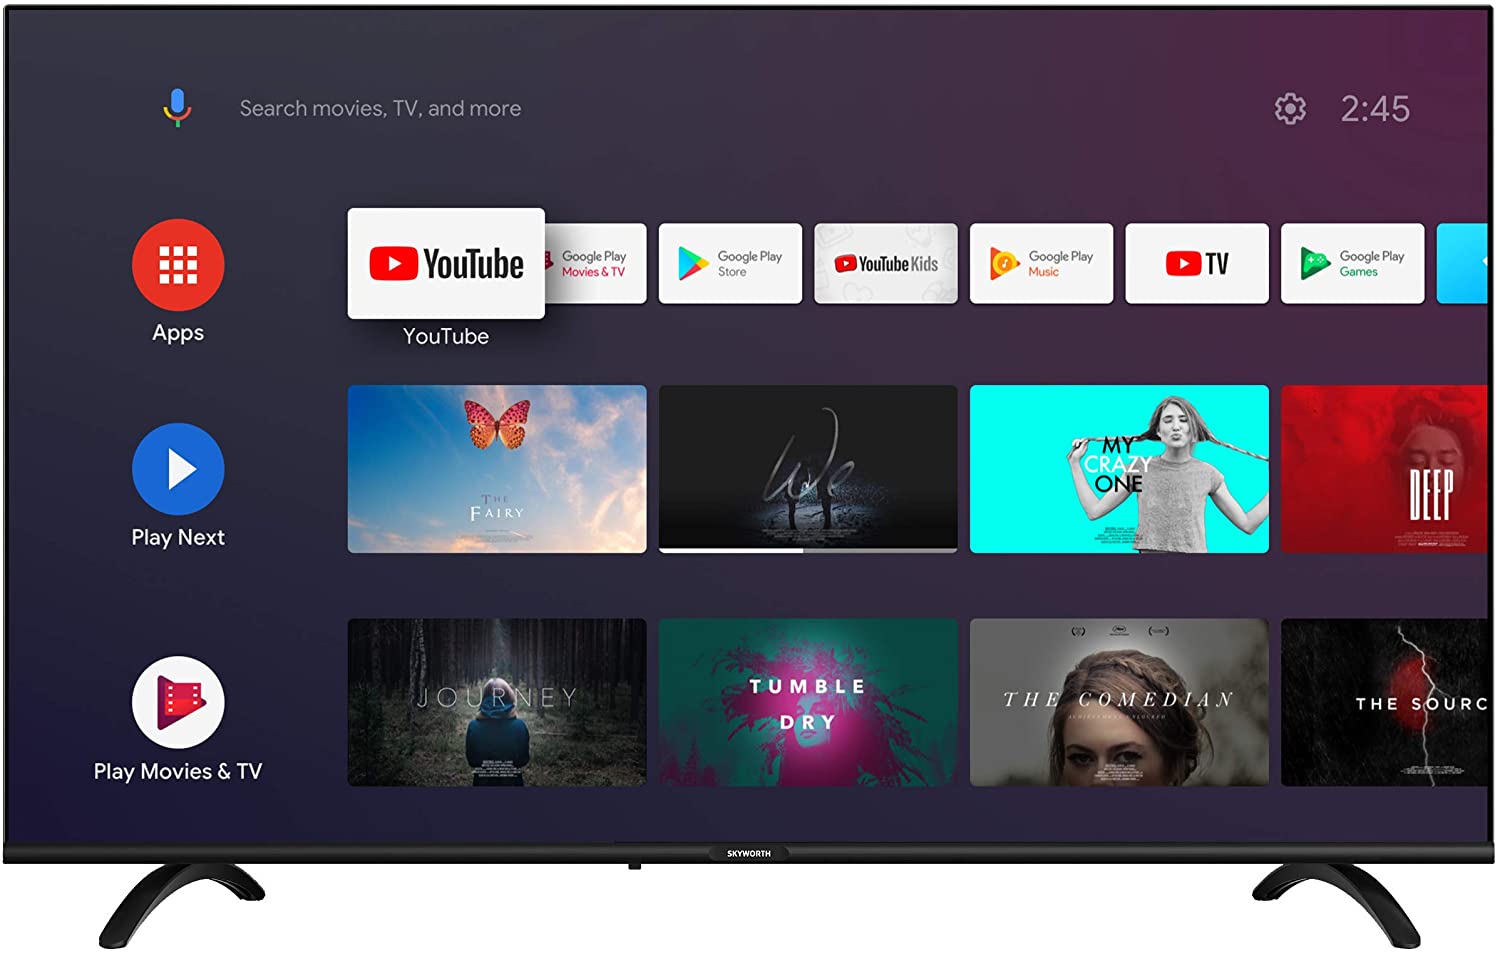 Search movies, TV, and more
2:45
YouTube
Google Play
Movies & TV
Google Play
Store
YouTube Kids
Google Play
Music
TV
Google Play
Games
Apps
YouTube
THE
FAIRY
We
MY
CRAZY
ONE
DEEP
Play Next
JOURNEY
TUMBLE
DRY
THE COMEDIAN
THE SOURC
Play Movies & TV
SKYWORTH